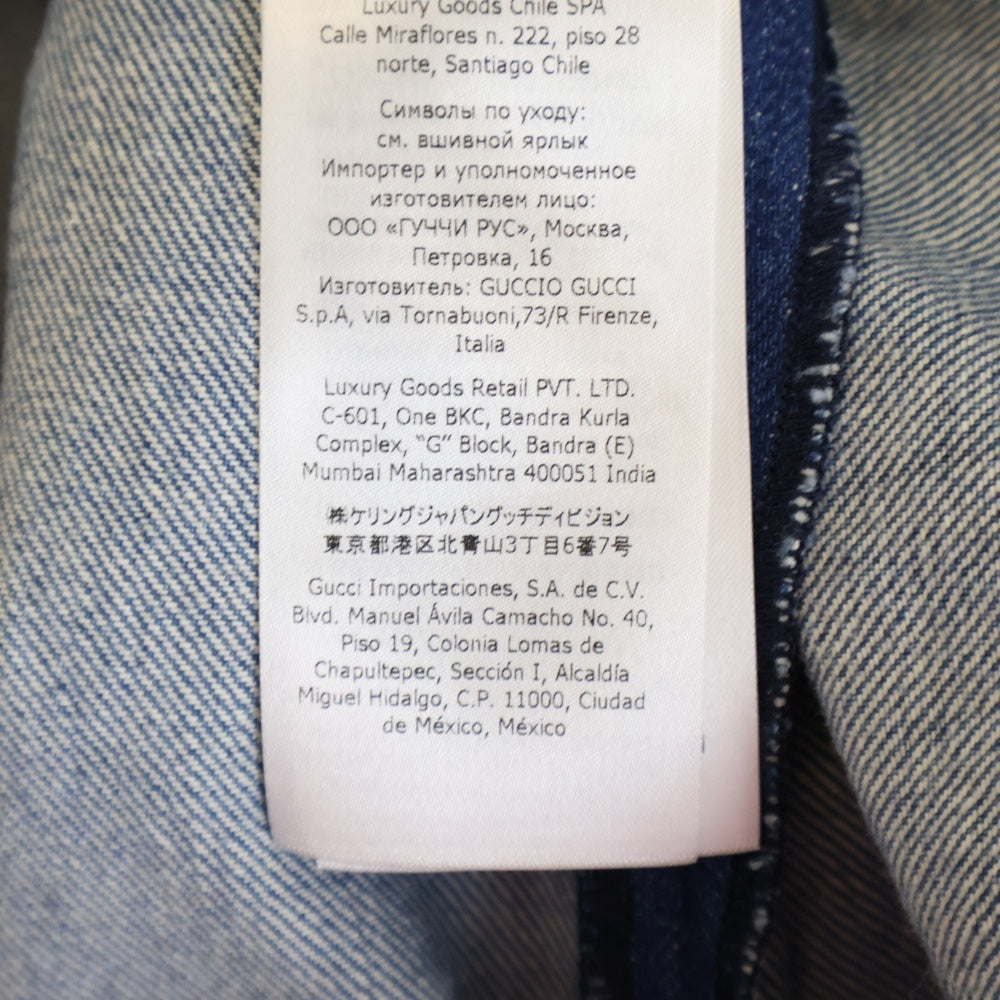 Luxury Goods Chile SPA
Calle Miraflores n. 222, piso 28
norte, Santiago Chile
Символы по уходу:
см. вшивной ярлык
Импортер и уполномоченное
изготовителем лицо:
ООО «ГУЧЧИ РУС», Москва,
Петровка, 16
Изготовитель: GUCCIO GUCCI
S.p.A, via Tornabuoni,73/R Firenze,
Italia
Luxury Goods Retail PVT. LTD.
C-601, One BKC, Bandra Kurla
Complex, "G" Block, Bandra (E)
Mumbai Maharashtra 400051 India
㈱ケリングジャパングッチディビジョン
東京都港区北青山3丁目6番7号
Gucci Importaciones, S.A. de C.V.
Blvd. Manuel Ávila Camacho No. 40,
Piso 19, Colonia Lomas de
Chapultepec, Sección I, Alcaldía
Miguel Hidalgo, C.P. 11000, Ciudad
de México, México